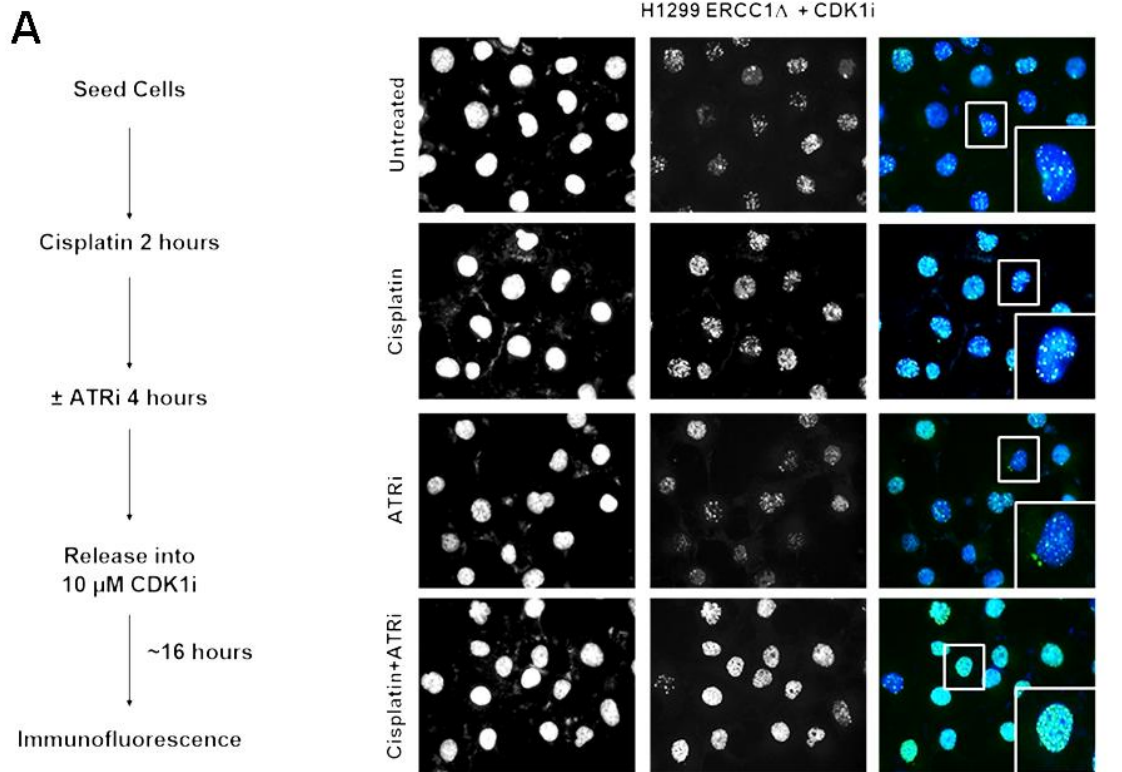 A
H1299 ERCC1Δ + CDK1i
Seed Cells
Cisplatin 2 hours
± ATRi 4 hours
Release into
10 µM CDK1i
~16 hours
Immunofluorescence
Untreated
Cisplatin
ATRi
Cisplatin+ATRi